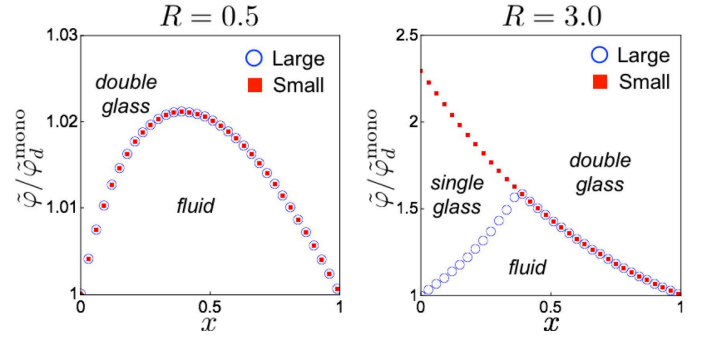 R = 0.5
1.03
1.02
1.01
1
φ̃/φ̃_d^mono
Large
Small
double
glass
fluid
0
0.5
1
x
R = 3.0
2.5
2
1.5
1
φ̃/φ̃_d^mono
Large
Small
single
glass
double
glass
fluid
0
0.5
1
x